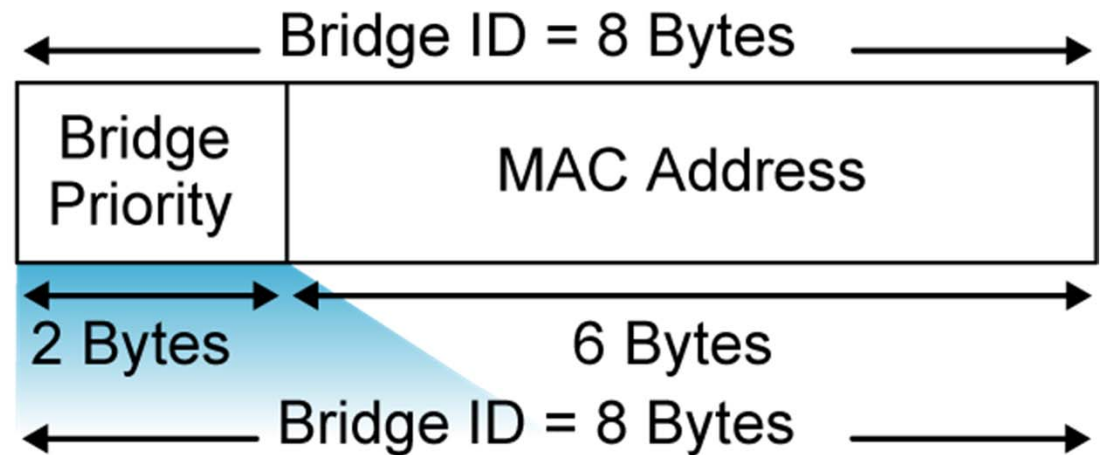 Bridge ID = 8 Bytes
Bridge
Priority
MAC Address
2 Bytes
6 Bytes
Bridge ID = 8 Bytes